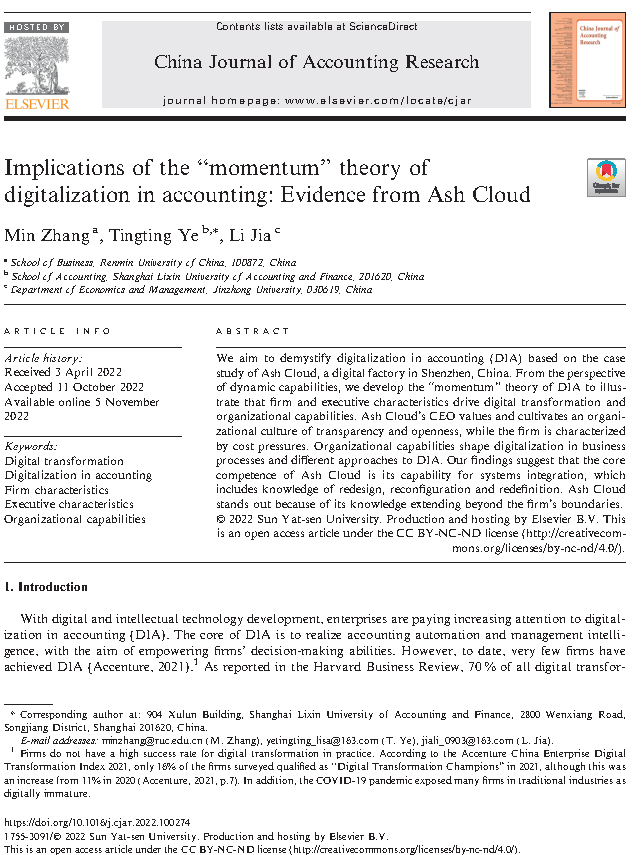 HOSTED BY
ELSEVIER
Contents lists available at ScienceDirect
China Journal of Accounting Research
journal homepage: www.elsevier.com/locate/cjar
China Journal of
Accounting
Research
Implications of the “momentum” theory of
digitalization in accounting: Evidence from Ash Cloud
Check for
updates
Min Zhang a, Tingting Ye b,*, Li Jia c
a School of Business, Renmin University of China, 100872, China
b School of Accounting, Shanghai Lixin University of Accounting and Finance, 201620, China
c Department of Economics and Management, Jinzhong University, 030619, China
ARTICLE INFO
Article history:
Received 3 April 2022
Accepted 11 October 2022
Available online 5 November
2022
Keywords:
Digital transformation
Digitalization in accounting
Firm characteristics
Executive characteristics
Organizational capabilities
ABSTRACT
We aim to demystify digitalization in accounting (DIA) based on the case
study of Ash Cloud, a digital factory in Shenzhen, China. From the perspective
of dynamic capabilities, we develop the “momentum” theory of DIA to illus-
trate that firm and executive characteristics drive digital transformation and
organizational capabilities. Ash Cloud’s CEO values and cultivates an organi-
zational culture of transparency and openness, while the firm is characterized
by cost pressures. Organizational capabilities shape digitalization in business
processes and different approaches to DIA. Our findings suggest that the core
competence of Ash Cloud is its capability for systems integration, which
includes knowledge of redesign, reconfiguration and redefinition. Ash Cloud
stands out because of its knowledge extending beyond the firm’s boundaries.
© 2022 Sun Yat-sen University. Production and hosting by Elsevier B.V. This
is an open access article under the CC BY-NC-ND license (http://creativecom-
mons.org/licenses/by-nc-nd/4.0/).
1. Introduction
With digital and intellectual technology development, enterprises are paying increasing attention to digital-
ization in accounting (DIA). The core of DIA is to realize accounting automation and management intelli-
gence, with the aim of empowering firms’ decision-making abilities. However, to date, very few firms have
achieved DIA (Accenture, 2021).1 As reported in the Harvard Business Review, 70 % of all digital transfor-
* Corresponding author at: 904 Xulun Building, Shanghai Lixin University of Accounting and Finance, 2800 Wenxiang Road,
Songjiang District, Shanghai 201620, China.
E-mail addresses: mzhang@ruc.edu.cn (M. Zhang), yetingting_lisa@163.com (T. Ye), jiali_0903@163.com (L. Jia).
1 Firms do not have a high success rate for digital transformation in practice. According to the Accenture China Enterprise Digital
Transformation Index 2021, only 16% of the firms surveyed qualified as “Digital Transformation Champions” in 2021, although this was
an increase from 11% in 2020 (Accenture, 2021, p.7). In addition, the COVID-19 pandemic exposed many firms in traditional industries as
digitally immature.
https://doi.org/10.1016/j.cjar.2022.100274
1755-3091/© 2022 Sun Yat-sen University. Production and hosting by Elsevier B.V.
This is an open access article under the CC BY-NC-ND license (http://creativecommons.org/licenses/by-nc-nd/4.0/).